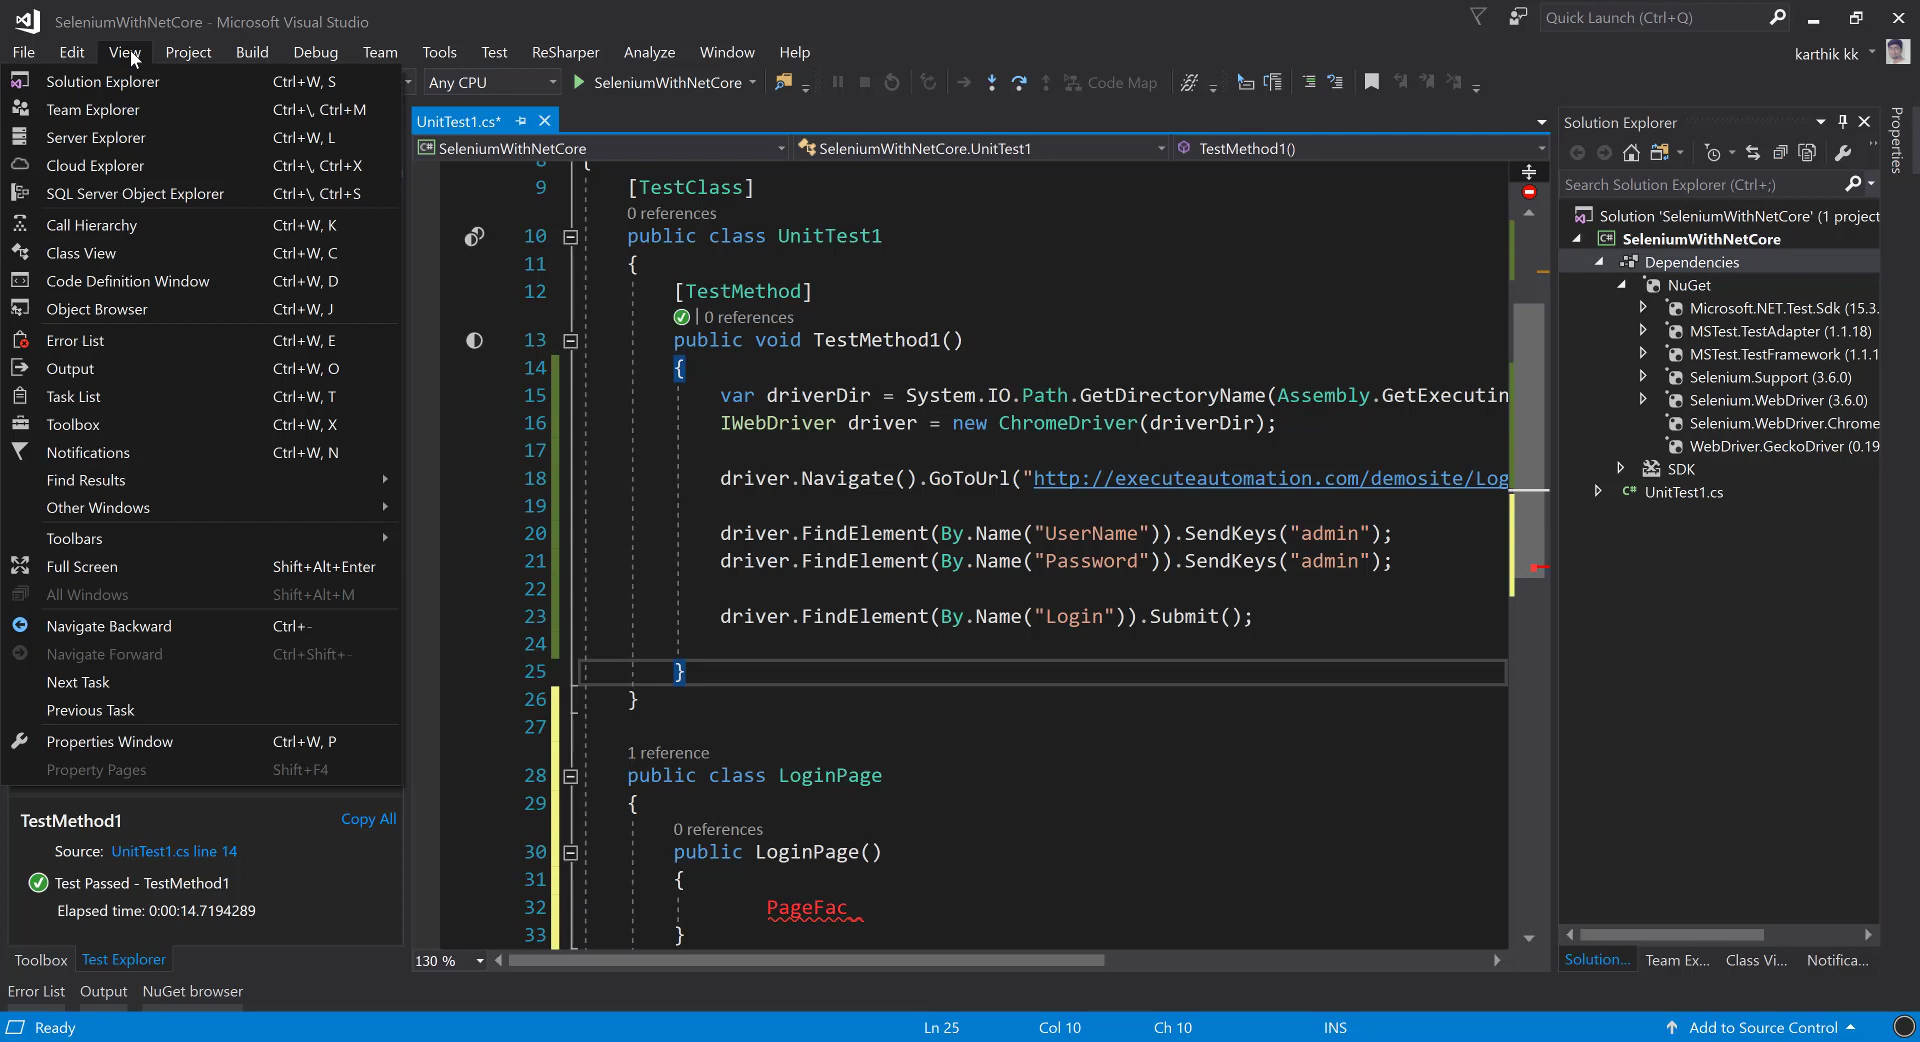 SeleniumWithNetCore - Microsoft Visual Studio
Quick Launch (Ctrl+Q)
File Edit View Project Build Debug Team Tools Test ReSharper Analyze Window Help
karthik kk
Any CPU SeleniumWithNetCore Code Map
Solution Explorer Ctrl+W, S
Team Explorer Ctrl+\, Ctrl+M
Server Explorer Ctrl+W, L
Cloud Explorer Ctrl+\, Ctrl+X
SQL Server Object Explorer Ctrl+\, Ctrl+S
Call Hierarchy Ctrl+W, K
Class View Ctrl+W, C
Code Definition Window Ctrl+W, D
Object Browser Ctrl+W, J
Error List Ctrl+W, E
Output Ctrl+W, O
Task List Ctrl+W, T
Toolbox Ctrl+W, X
Notifications Ctrl+W, N
Find Results
Other Windows
Toolbars
Full Screen Shift+Alt+Enter
All Windows Shift+Alt+M
Navigate Backward Ctrl+-
Navigate Forward Ctrl+Shift+-
Next Task
Previous Task
Properties Window Ctrl+W, P
Property Pages Shift+F4
TestMethod1 Copy All
Source: UnitTest1.cs line 14
Test Passed - TestMethod1
Elapsed time: 0:00:14.7194289
Toolbox Test Explorer
Error List Output NuGet browser
UnitTest1.cs*
SeleniumWithNetCore SeleniumWithNetCore.UnitTest1 TestMethod1()
8 {
9 [TestClass]
0 references
10 public class UnitTest1
11 {
12 [TestMethod]
| 0 references
13 public void TestMethod1()
14 {
15 var driverDir = System.IO.Path.GetDirectoryName(Assembly.GetExecutin
16 IWebDriver driver = new ChromeDriver(driverDir);
17
18 driver.Navigate().GoToUrl("http://executeautomation.com/demosite/Log
19
20 driver.FindElement(By.Name("UserName")).SendKeys("admin");
21 driver.FindElement(By.Name("Password")).SendKeys("admin");
22
23 driver.FindElement(By.Name("Login")).Submit();
24
25 }
26 }
27
1 reference
28 public class LoginPage
29 {
0 references
30 public LoginPage()
31 {
32 PageFac
33 }
130 %
Solution Explorer
Search Solution Explorer (Ctrl+;)
Solution 'SeleniumWithNetCore' (1 project
SeleniumWithNetCore
Dependencies
NuGet
Microsoft.NET.Test.Sdk (15.3.
MSTest.TestAdapter (1.1.18)
MSTest.TestFramework (1.1.1
Selenium.Support (3.6.0)
Selenium.WebDriver (3.6.0)
Selenium.WebDriver.Chrome
WebDriver.GeckoDriver (0.19
SDK
UnitTest1.cs
Solution... Team Ex... Class Vi... Notifica...
Properties
Ready Ln 25 Col 10 Ch 10 INS Add to Source Control